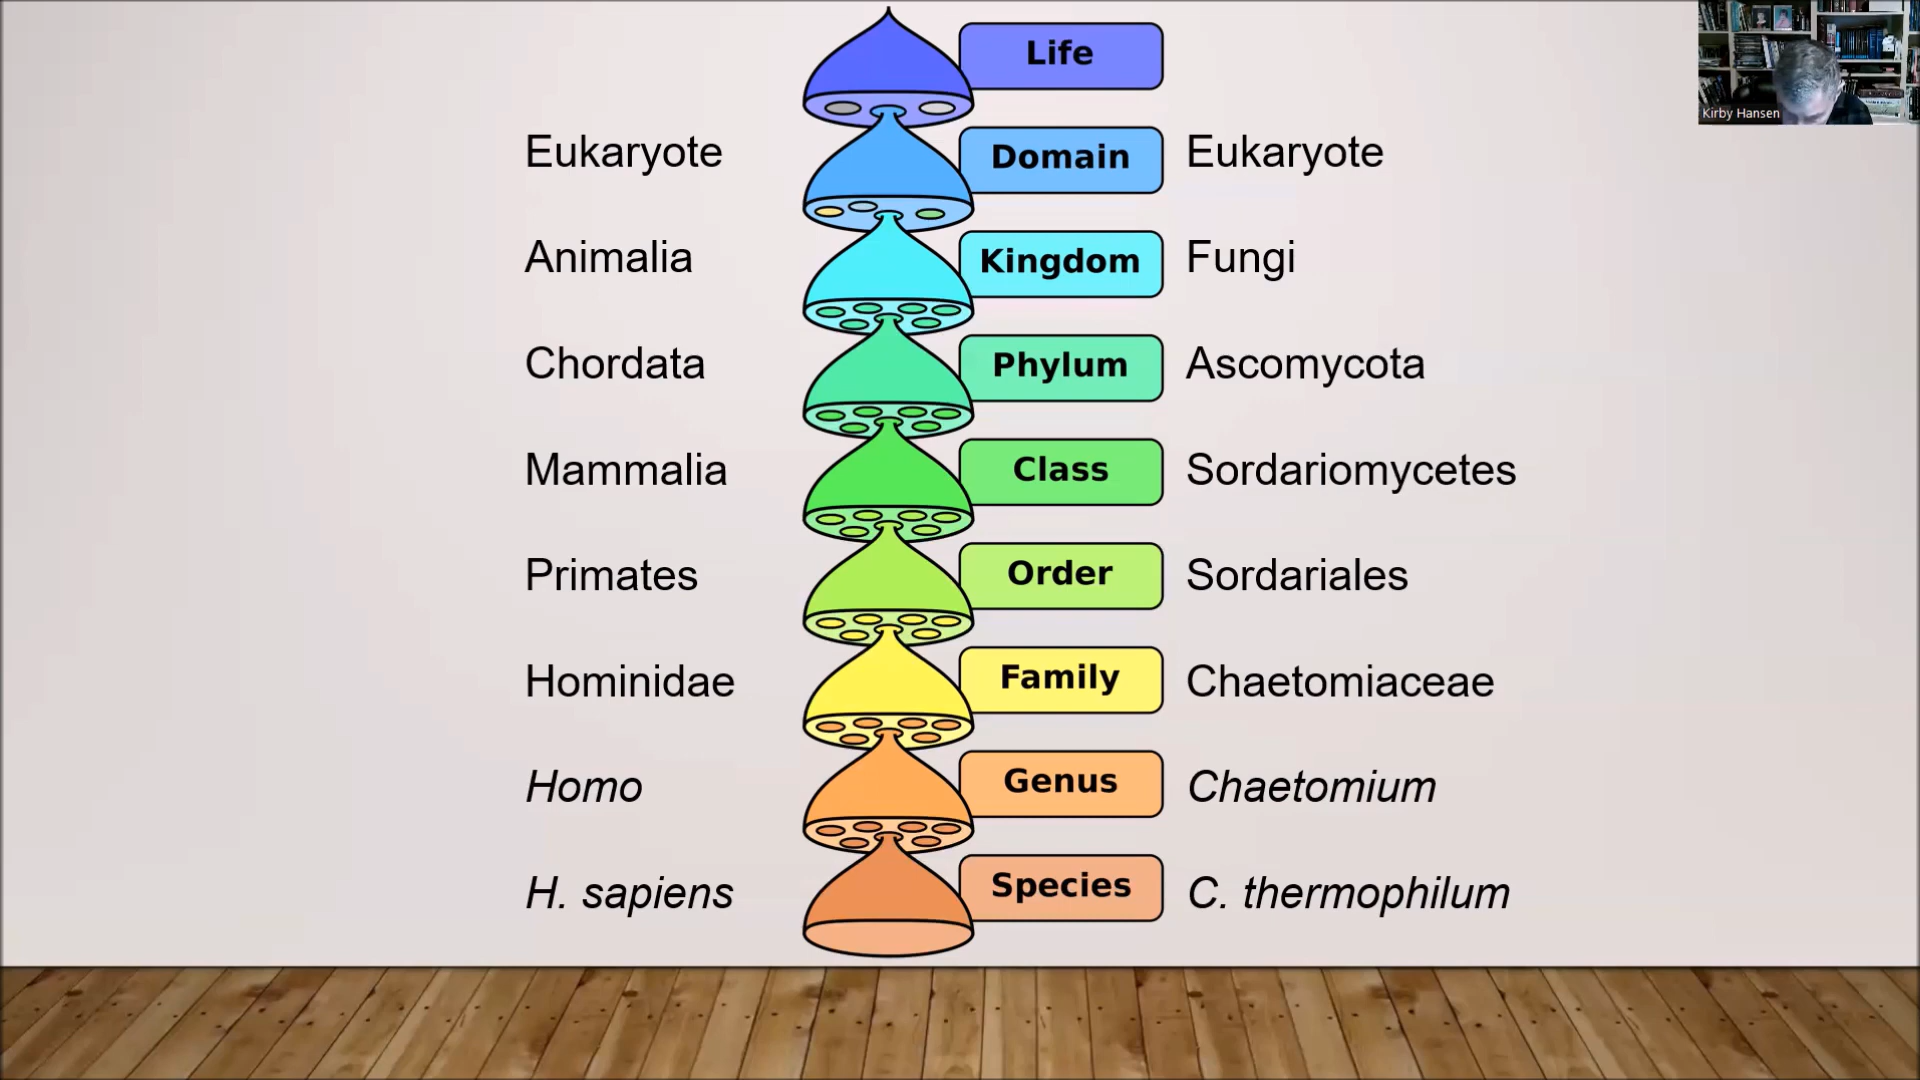 Life
Kirby Hansen
Eukaryote Domain Eukaryote
Animalia Kingdom Fungi
Chordata Phylum Ascomycota
Mammalia Class Sordariomycetes
Primates Order Sordariales
Hominidae Family Chaetomiaceae
Homo Genus Chaetomium
H. sapiens Species C. thermophilum